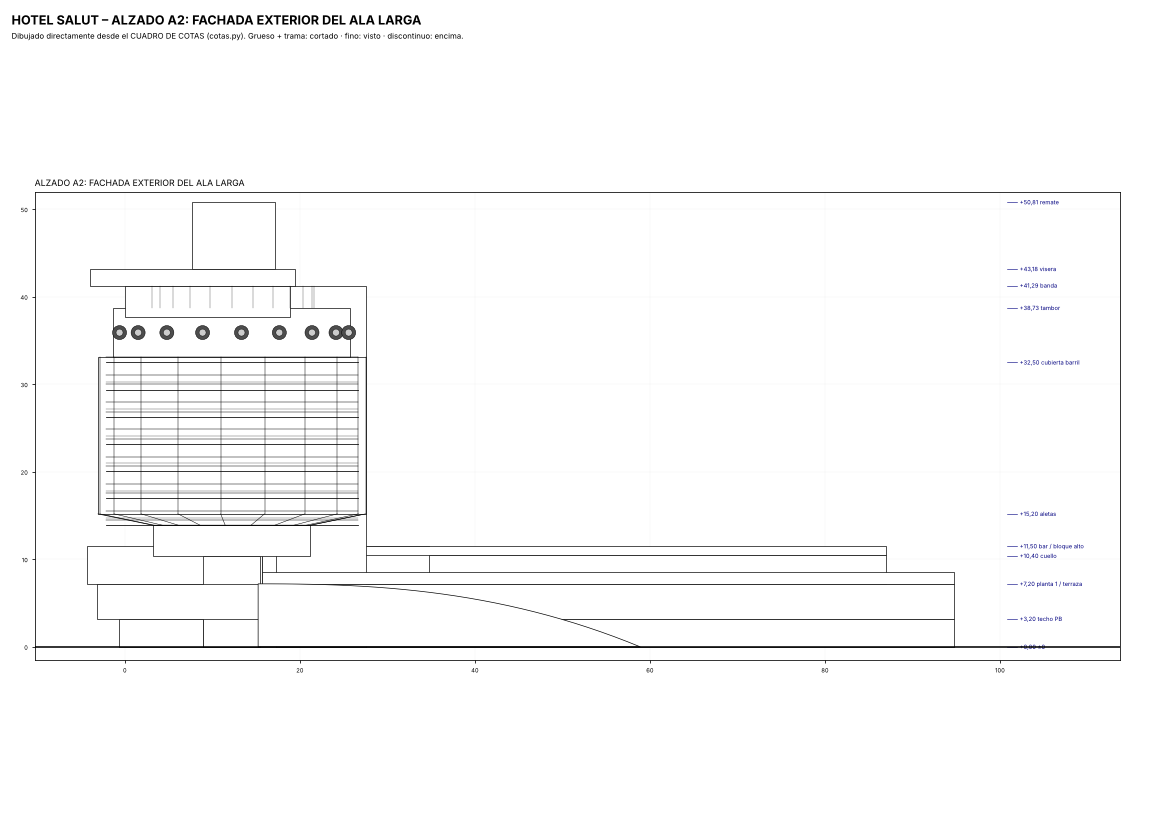 HOTEL SALUT – ALZADO A2: FACHADA EXTERIOR DEL ALA LARGA
Dibujado directamente desde el CUADRO DE COTAS (cotas.py). Grueso + trama: cortado · fino: visto · discontinuo: encima.
ALZADO A2: FACHADA EXTERIOR DEL ALA LARGA
50
+50,81 remate
+43,18 visera
+41,29 banda
40
+38,73 tambor
+32,50 cubierta barril
30
20
+15,20 aletas
+11,50 bar / bloque alto
10
+10,40 cuello
+7,20 planta 1 / terraza
+3,20 techo PB
0
0
20
40
60
80
100